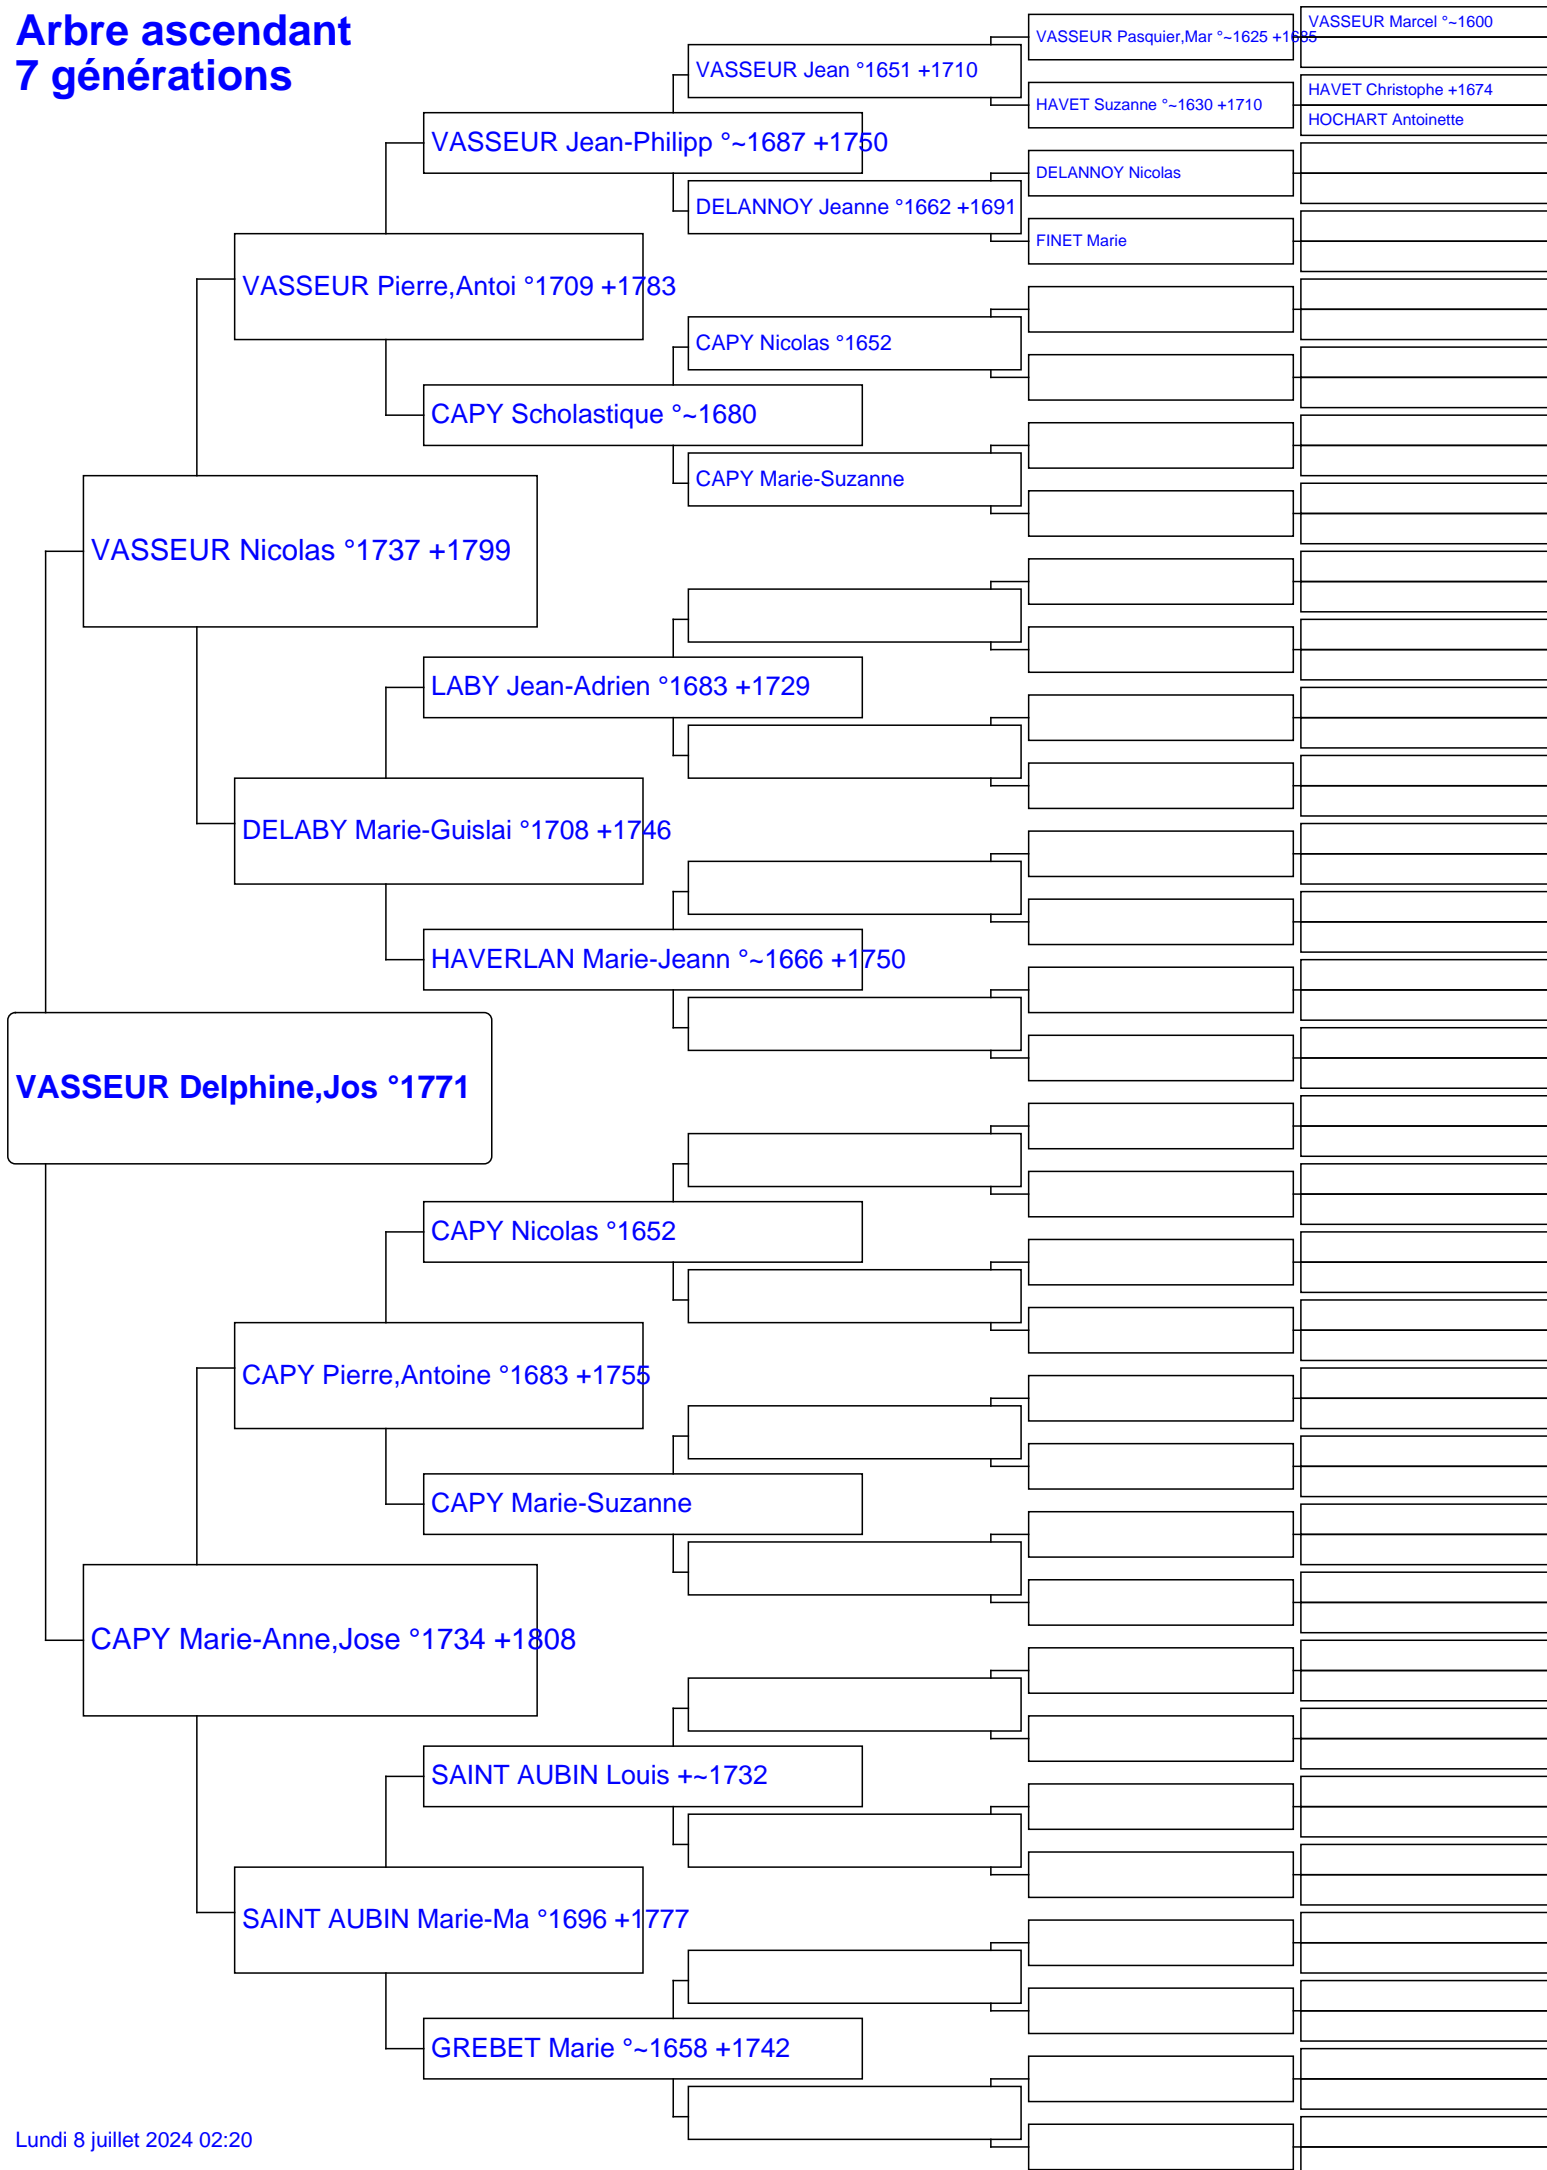 Arbre ascendant
7 générations
VASSEUR Marcel °~1600
VASSEUR Pasquier,Mar °~1625 +1685
VASSEUR Jean °1651 +1710
HAVET Christophe +1674
HAVET Suzanne °~1630 +1710
HOCHART Antoinette
VASSEUR Jean-Philipp °~1687 +1750
DELANNOY Nicolas
DELANNOY Jeanne °1662 +1691
FINET Marie
VASSEUR Pierre,Antoi °1709 +1783
CAPY Nicolas °1652
CAPY Scholastique °~1680
CAPY Marie-Suzanne
VASSEUR Nicolas °1737 +1799
LABY Jean-Adrien °1683 +1729
DELABY Marie-Guislai °1708 +1746
HAVERLAN Marie-Jeann °~1666 +1750
VASSEUR Delphine,Jos °1771
CAPY Nicolas °1652
CAPY Pierre,Antoine °1683 +1755
CAPY Marie-Suzanne
CAPY Marie-Anne,Jose °1734 +1808
SAINT AUBIN Louis +~1732
SAINT AUBIN Marie-Ma °1696 +1777
GREBET Marie °~1658 +1742
Lundi 8 juillet 2024 02:20